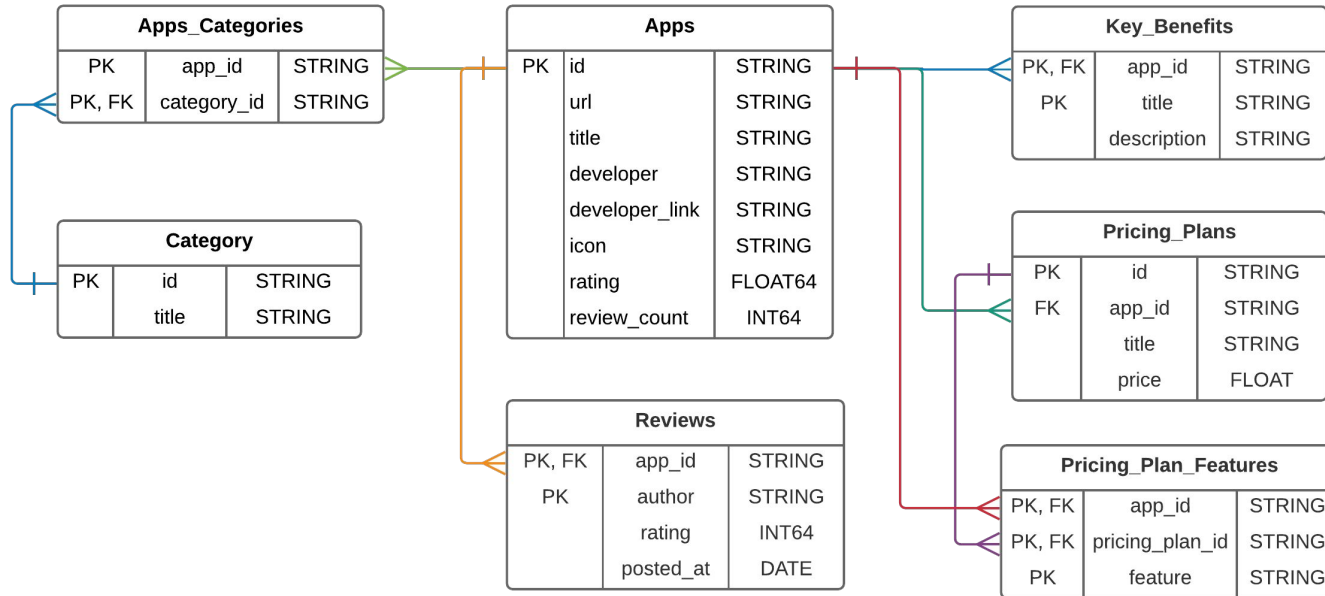 Apps_Categories
PK app_id STRING
PK, FK category_id STRING
Category
PK id STRING
title STRING
Apps
PK id STRING
url STRING
title STRING
developer STRING
developer_link STRING
icon STRING
rating FLOAT64
review_count INT64
Reviews
PK, FK app_id STRING
PK author STRING
rating INT64
posted_at DATE
Key_Benefits
PK, FK app_id STRING
PK title STRING
description STRING
Pricing_Plans
PK id STRING
FK app_id STRING
title STRING
price FLOAT
Pricing_Plan_Features
PK, FK app_id STRING
PK, FK pricing_plan_id STRING
PK feature STRING